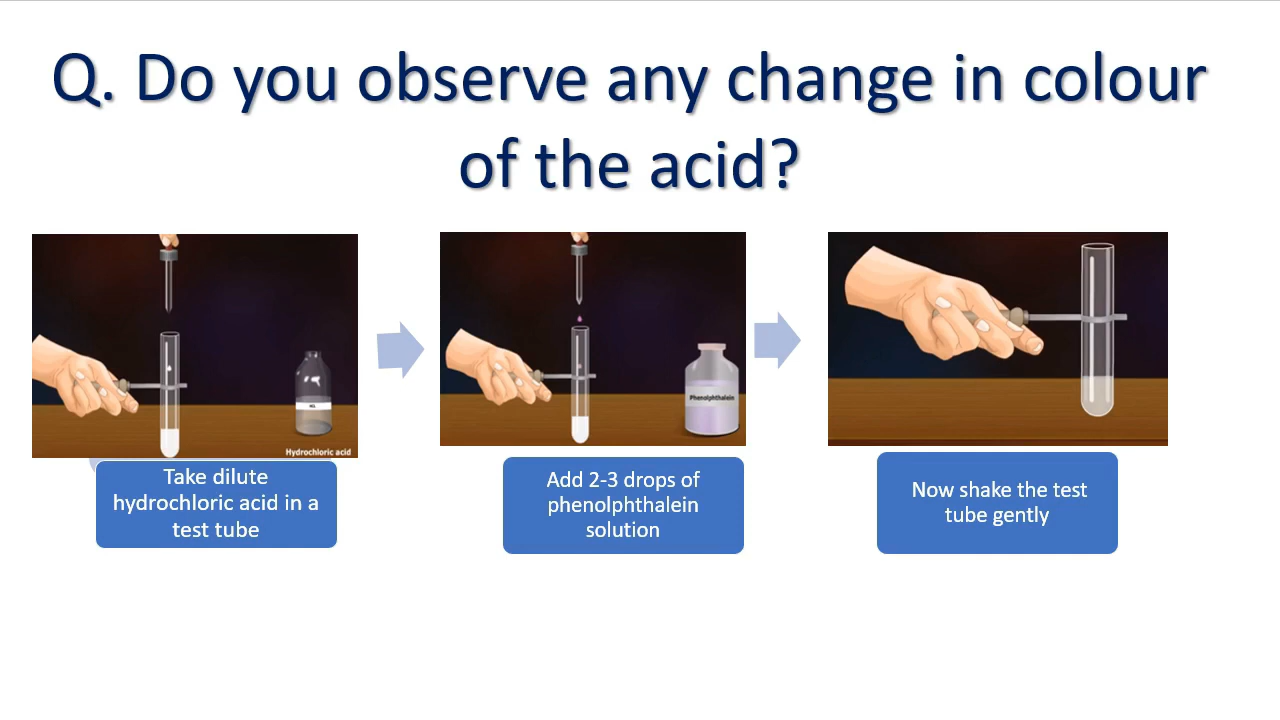 Q. Do you observe any change in colour
of the acid?
Hydrochloric acid
Phenolphthalein
Take dilute
hydrochloric acid in a
test tube
Add 2-3 drops of
phenolphthalein
solution
Now shake the test
tube gently